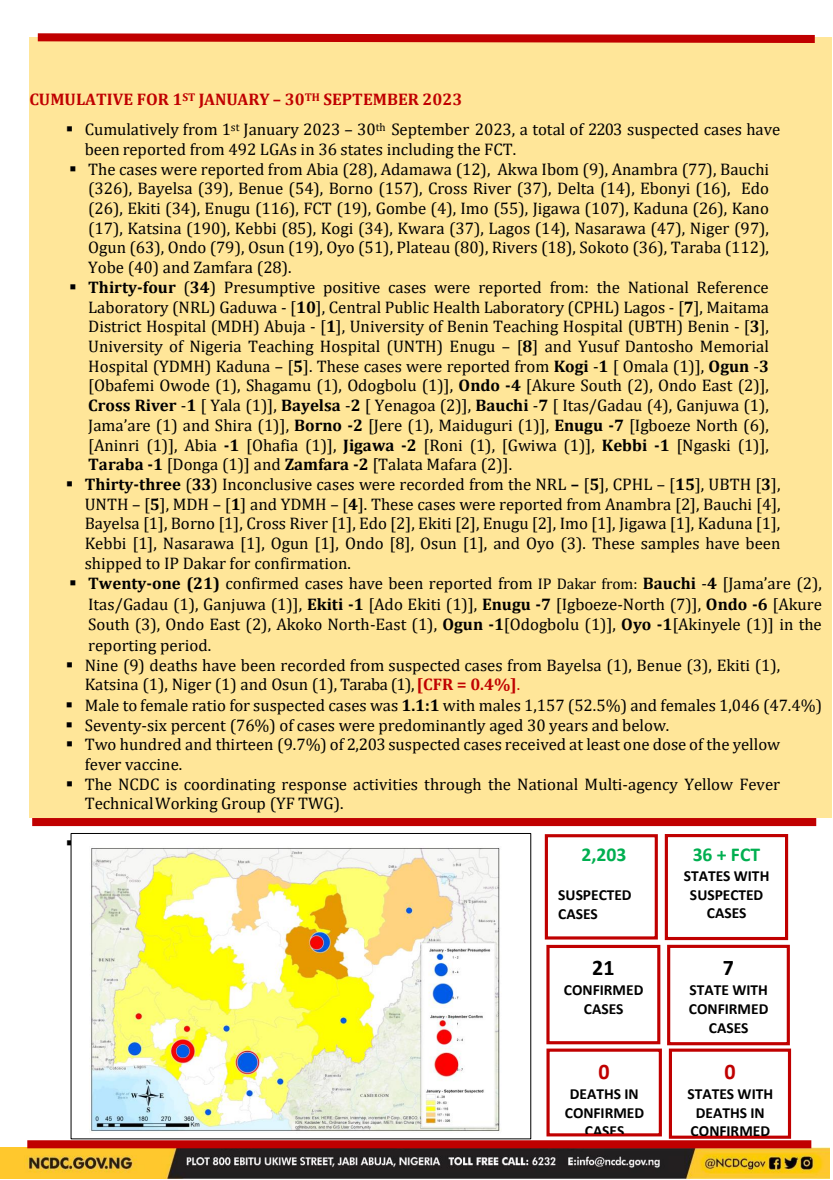 CUMULATIVE FOR 1ST JANUARY – 30TH SEPTEMBER 2023
▪ Cumulatively from 1st January 2023 – 30th September 2023, a total of 2203 suspected cases have
been reported from 492 LGAs in 36 states including the FCT.
▪ The cases were reported from Abia (28), Adamawa (12), Akwa Ibom (9), Anambra (77), Bauchi
(326), Bayelsa (39), Benue (54), Borno (157), Cross River (37), Delta (14), Ebonyi (16), Edo
(26), Ekiti (34), Enugu (116), FCT (19), Gombe (4), Imo (55), Jigawa (107), Kaduna (26), Kano
(17), Katsina (190), Kebbi (85), Kogi (34), Kwara (37), Lagos (14), Nasarawa (47), Niger (97),
Ogun (63), Ondo (79), Osun (19), Oyo (51), Plateau (80), Rivers (18), Sokoto (36), Taraba (112),
Yobe (40) and Zamfara (28).
▪ Thirty-four (34) Presumptive positive cases were reported from: the National Reference
Laboratory (NRL) Gaduwa - [10], Central Public Health Laboratory (CPHL) Lagos - [7], Maitama
District Hospital (MDH) Abuja - [1], University of Benin Teaching Hospital (UBTH) Benin - [3],
University of Nigeria Teaching Hospital (UNTH) Enugu – [8] and Yusuf Dantosho Memorial
Hospital (YDMH) Kaduna – [5]. These cases were reported from Kogi -1 [ Omala (1)], Ogun -3
[Obafemi Owode (1), Shagamu (1), Odogbolu (1)], Ondo -4 [Akure South (2), Ondo East (2)],
Cross River -1 [ Yala (1)], Bayelsa -2 [ Yenagoa (2)], Bauchi -7 [ Itas/Gadau (4), Ganjuwa (1),
Jama’are (1) and Shira (1)], Borno -2 [Jere (1), Maiduguri (1)], Enugu -7 [Igboeze North (6),
[Aninri (1)], Abia -1 [Ohafia (1)], Jigawa -2 [Roni (1), [Gwiwa (1)], Kebbi -1 [Ngaski (1)],
Taraba -1 [Donga (1)] and Zamfara -2 [Talata Mafara (2)].
▪ Thirty-three (33) Inconclusive cases were recorded from the NRL – [5], CPHL – [15], UBTH [3],
UNTH – [5], MDH – [1] and YDMH – [4]. These cases were reported from Anambra [2], Bauchi [4],
Bayelsa [1], Borno [1], Cross River [1], Edo [2], Ekiti [2], Enugu [2], Imo [1], Jigawa [1], Kaduna [1],
Kebbi [1], Nasarawa [1], Ogun [1], Ondo [8], Osun [1], and Oyo (3). These samples have been
shipped to IP Dakar for confirmation.
▪ Twenty-one (21) confirmed cases have been reported from IP Dakar from: Bauchi -4 [Jama’are (2),
Itas/Gadau (1), Ganjuwa (1)], Ekiti -1 [Ado Ekiti (1)], Enugu -7 [Igboeze-North (7)], Ondo -6 [Akure
South (3), Ondo East (2), Akoko North-East (1), Ogun -1[Odogbolu (1)], Oyo -1[Akinyele (1)] in the
reporting period.
▪ Nine (9) deaths have been recorded from suspected cases from Bayelsa (1), Benue (3), Ekiti (1),
Katsina (1), Niger (1) and Osun (1), Taraba (1), [CFR = 0.4%].
▪ Male to female ratio for suspected cases was 1.1:1 with males 1,157 (52.5%) and females 1,046 (47.4%)
▪ Seventy-six percent (76%) of cases were predominantly aged 30 years and below.
▪ Two hundred and thirteen (9.7%) of 2,203 suspected cases received at least one dose of the yellow
fever vaccine.
▪ The NCDC is coordinating response activities through the National Multi-agency Yellow Fever
Technical Working Group (YF TWG).
BENIN
CAMEROON
Lagos
January - September Presumptive
January - September Confirm
January - September Suspected
N
W E
S
0 45 90 180 270 360
Km
2,203
SUSPECTED
CASES
36 + FCT
STATES WITH
SUSPECTED
CASES
21
CONFIRMED
CASES
7
STATE WITH
CONFIRMED
CASES
0
DEATHS IN
CONFIRMED
CASES
0
STATES WITH
DEATHS IN
CONFIRMED
NCDC.GOV.NG
PLOT 800 EBITU UKIWE STREET, JABI ABUJA, NIGERIA TOLL FREE CALL: 6232 E:info@ncdc.gov.ng
@NCDCgov